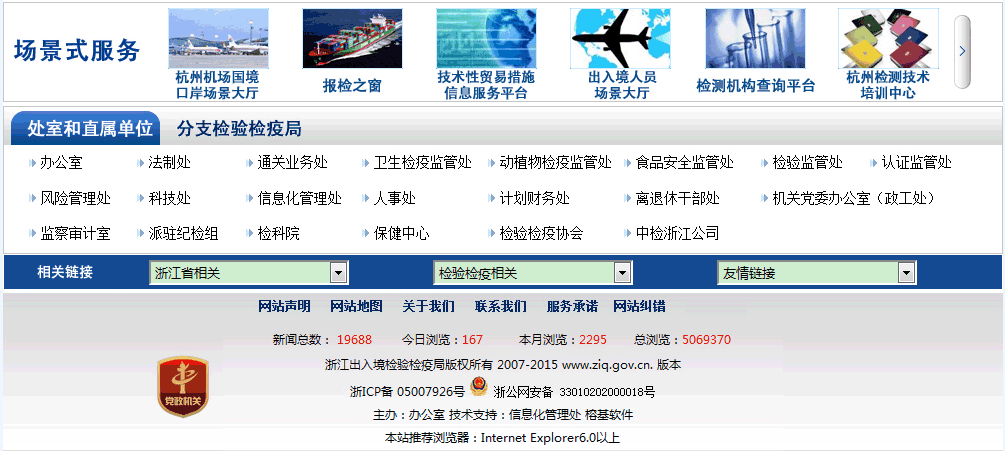 场景式服务
杭州机场国境
口岸场景大厅
报检之窗
技术性贸易措施
信息服务平台
出入境人员
场景大厅
检测机构查询平台
杭州检测技术
培训中心
处室和直属单位 分支检验检疫局
办公室 法制处 通关业务处 卫生检疫监管处 动植物检疫监管处 食品安全监管处 检验监管处 认证监管处
风险管理处 科技处 信息化管理处 人事处 计划财务处 离退休干部处 机关党委办公室（政工处）
监察审计室 派驻纪检组 检科院 保健中心 检验检疫协会 中检浙江公司
相关链接 浙江省相关 检验检疫相关 友情链接
网站声明 网站地图 关于我们 联系我们 服务承诺 网站纠错
新闻总数： 19688 今日浏览：167 本月浏览：2295 总浏览：5069370
浙江出入境检验检疫局版权所有 2007-2015 www.ziq.gov.cn. 版本
浙ICP备 05007926号 浙公网安备 33010202000018号
党政机关
主办：办公室 技术支持：信息化管理处 榕基软件
本站推荐浏览器：Internet Explorer6.0以上